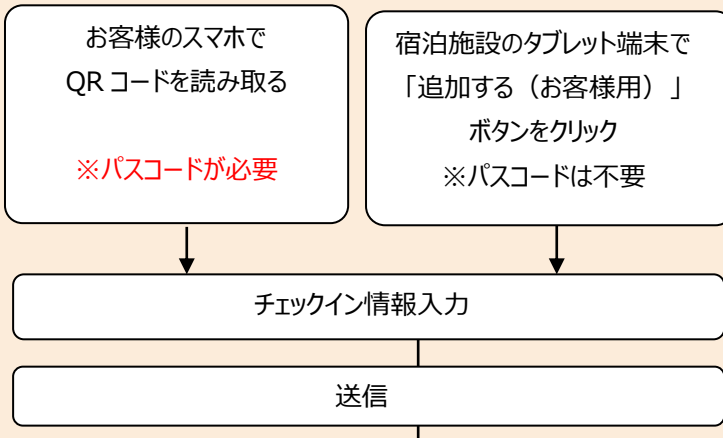 お客様のスマホで
QRコードを読み取る
※パスコードが必要
宿泊施設のタブレット端末で
「追加する（お客様用）」
ボタンをクリック
※パスコードは不要
チェックイン情報入力
送信